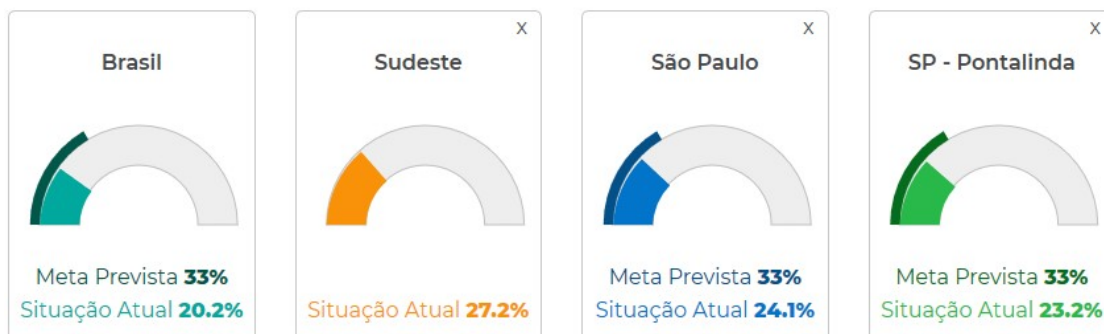 Brasil
Meta Prevista 33%
Situação Atual 20.2%
X
Sudeste
Situação Atual 27.2%
X
São Paulo
Meta Prevista 33%
Situação Atual 24.1%
X
SP - Pontalinda
Meta Prevista 33%
Situação Atual 23.2%